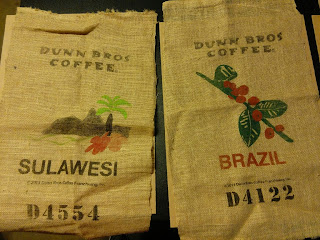 DUNN BROS
COFFEE
SULAWESI
D4554
DUNN BROS
COFFEE
BRAZIL
D4122